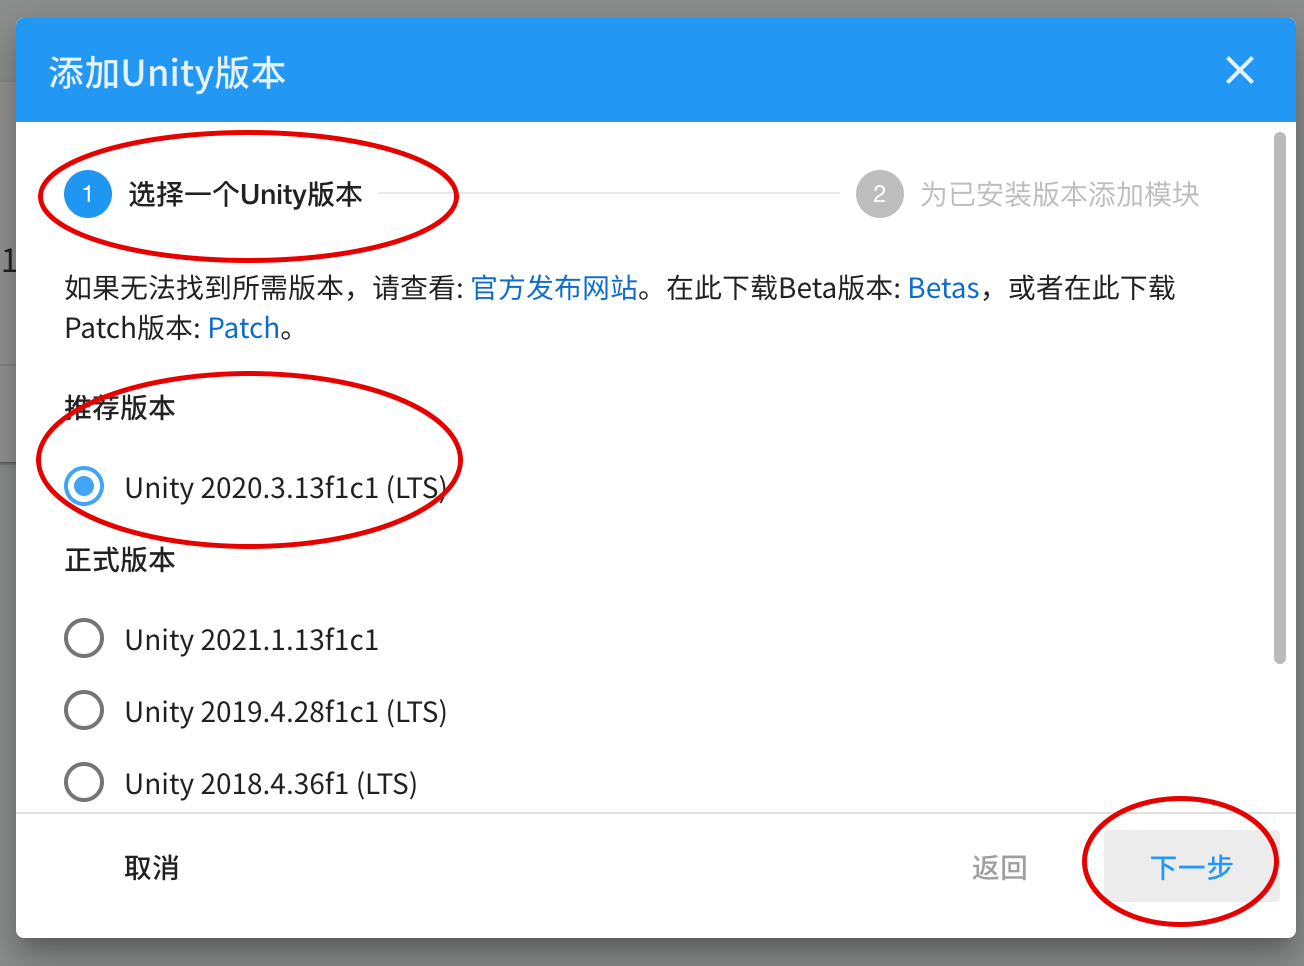 添加Unity版本
1 选择一个Unity版本
2 为已安装版本添加模块
1
如果无法找到所需版本，请查看: 官方发布网站。在此下载Beta版本: Betas，或者在此下载
Patch版本: Patch。
推荐版本
Unity 2020.3.13f1c1 (LTS)
正式版本
Unity 2021.1.13f1c1
Unity 2019.4.28f1c1 (LTS)
Unity 2018.4.36f1 (LTS)
取消
返回
下一步